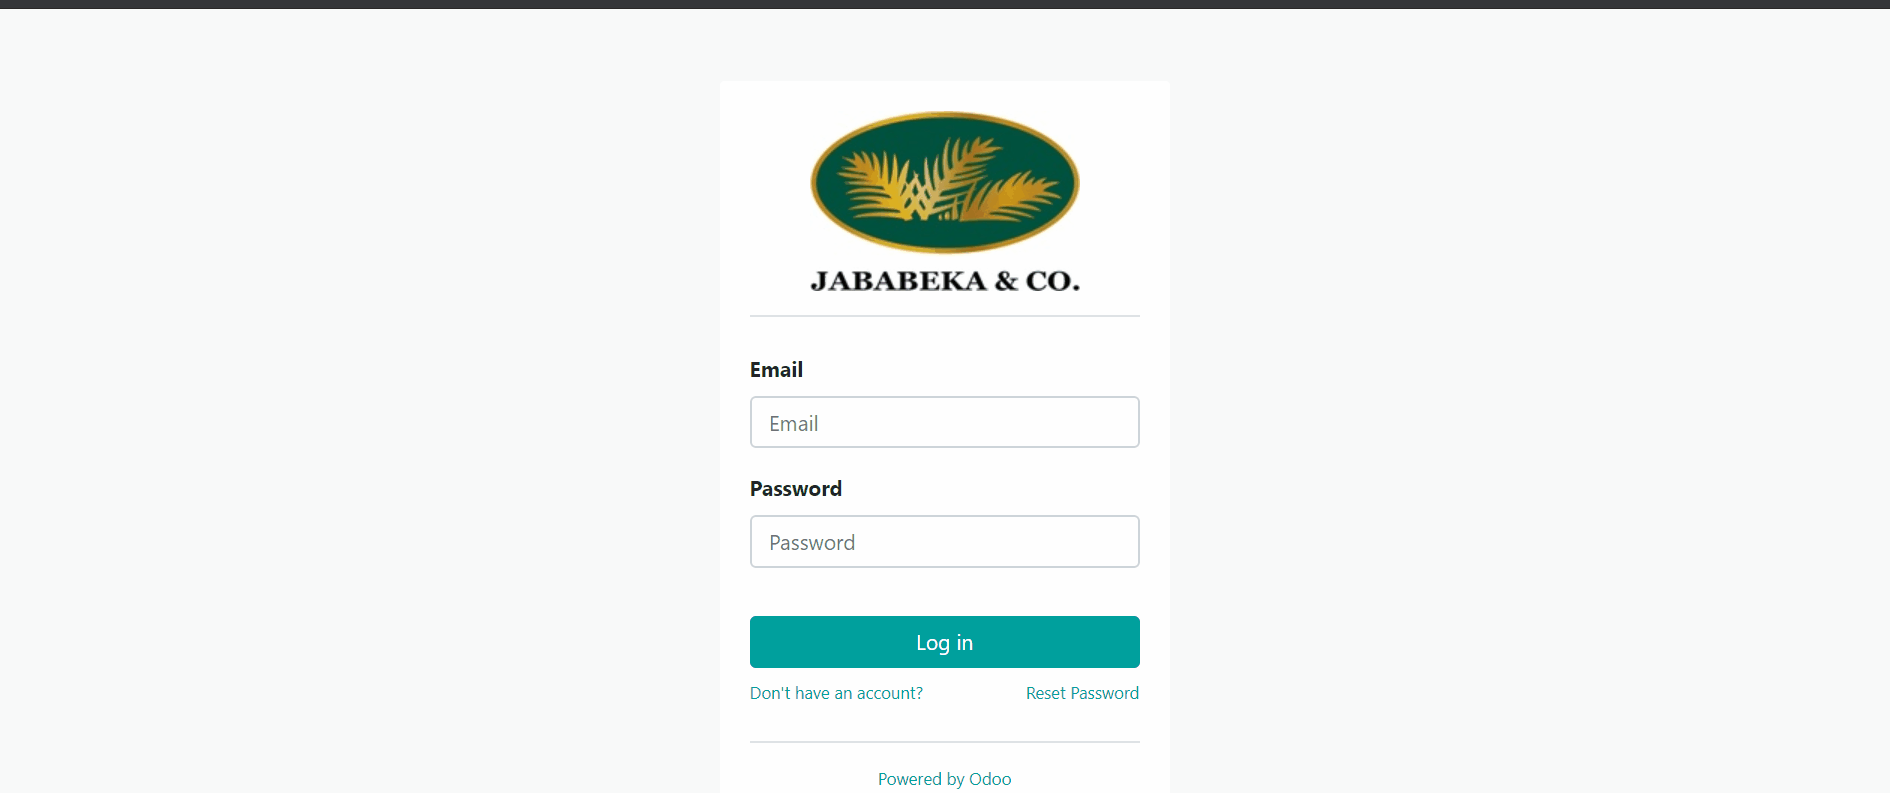 JABABEKA & CO.
Email
Email
Password
Password
Log in
Don't have an account? Reset Password
Powered by Odoo